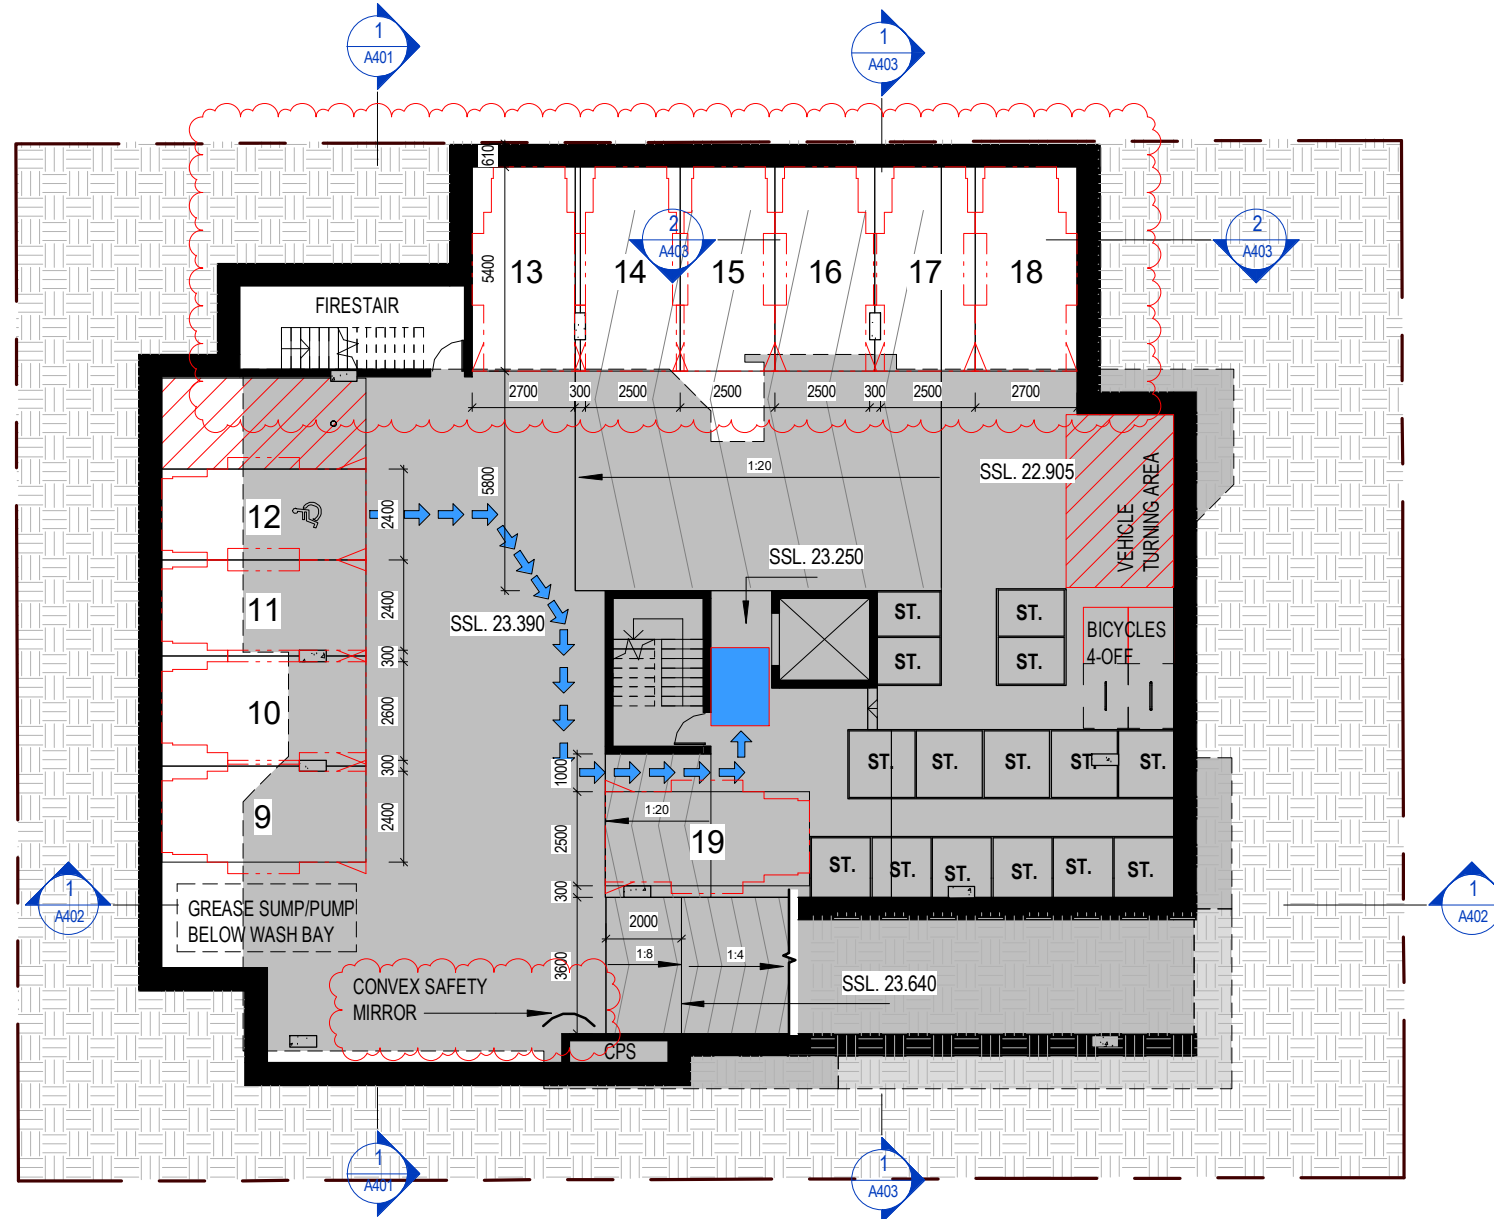 1
A401
1
A403
610
5400
13
14
15
16
17
18
2
A403
2
A403
FIRESTAIR
2700
300
2500
2500
2500
300
2500
2700
5800
1:20
SSL. 22.905
VEHICLE
TURNING AREA
12
2400
SSL. 23.250
11
2400
SSL. 23.390
ST.
ST.
ST.
ST.
BICYCLES
4-OFF
300
10
2600
300
9
2400
1000
ST.
ST.
ST.
ST.
ST.
1:20
19
2500
300
ST.
ST.
ST.
ST.
ST.
ST.
1
A402
1
A402
GREASE SUMP/PUMP
BELOW WASH BAY
2000
1:8
1:4
3600
SSL. 23.640
CONVEX SAFETY
MIRROR
CPS
1
A401
1
A403